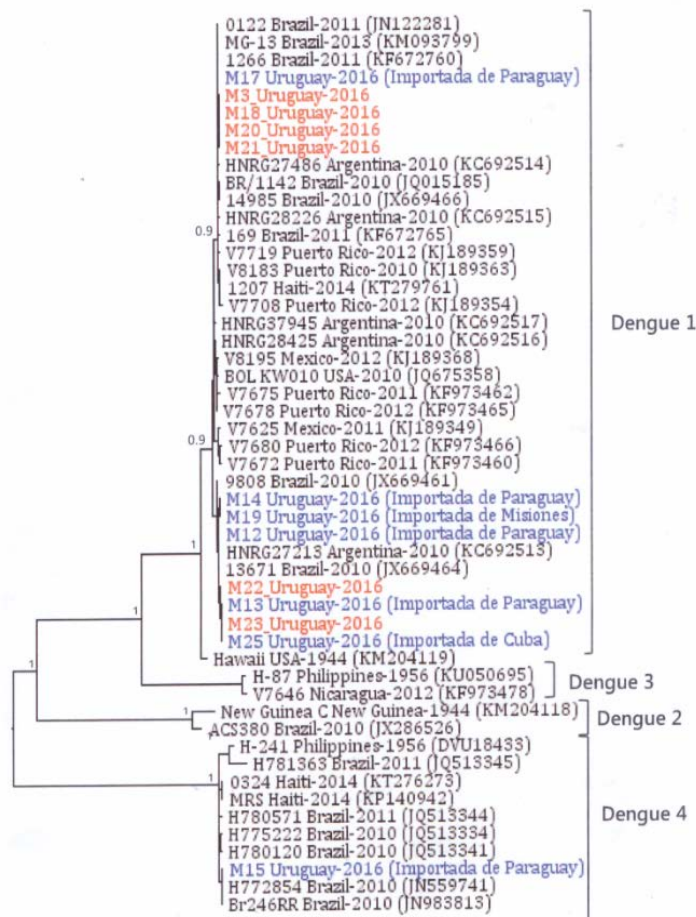 0122 Brazil-2011 (JN122281)
MG-13 Brazil-2013 (KM093799)
1266 Brazil-2011 (KF672760)
M17 Uruguay-2016 (Importada de Paraguay)
M3_Uruguay-2016
M18_Uruguay-2016
M20_Uruguay-2016
M21_Uruguay-2016
HNRG27486 Argentina-2010 (KC692514)
BR/1142 Brazil-2010 (JQ015185)
14985 Brazil-2010 (JX669466)
HNRG28226 Argentina-2010 (KC692515)
0.9
169 Brazil-2011 (KF672765)
V7719 Puerto Rico-2012 (KJ189359)
V8183 Puerto Rico-2010 (KJ189363)
1207 Haiti-2014 (KT279761)
V7708 Puerto Rico-2012 (KJ189354)
HNRG37945 Argentina-2010 (KC692517)
Dengue 1
HNRG28425 Argentina-2010 (KC692516)
V8195 Mexico-2012 (KJ189368)
BOL KW010 USA-2010 (JQ675358)
V7675 Puerto Rico-2011 (KF973462)
V7678 Puerto Rico-2012 (KF973465)
V7625 Mexico-2011 (KJ189349)
0.9
V7680 Puerto Rico-2012 (KF973466)
V7672 Puerto Rico-2011 (KF973460)
9808 Brazil-2010 (JX669461)
M14 Uruguay-2016 (Importada de Paraguay)
M19 Uruguay-2016 (Importada de Misiones)
M12 Uruguay-2016 (Importada de Paraguay)
1
HNRG27213 Argentina-2010 (KC692513)
13671 Brazil-2010 (JX669464)
M22_Uruguay-2016
M13 Uruguay-2016 (Importada de Paraguay)
1
M23_Uruguay-2016
M25 Uruguay-2016 (Importada de Cuba)
Hawaii USA-1944 (KM204119)
1
H-87 Philippines-1956 (KU050695)
Dengue 3
V7646 Nicaragua-2012 (KF973478)
New Guinea C New Guinea-1944 (KM204118)
1
Dengue 2
ACS380 Brazil-2010 (JX286526)
1
H-241 Philippines-1956 (DVU18433)
H781363 Brazil-2011 (JQ513345)
1
0324 Haiti-2014 (KT276273)
MRS Haiti-2014 (KP140942)
H780571 Brazil-2011 (JQ513344)
Dengue 4
H775222 Brazil-2010 (JQ513334)
H780120 Brazil-2010 (JQ513341)
M15 Uruguay-2016 (Importada de Paraguay)
H772854 Brazil-2010 (JN559741)
Br246RR Brazil-2010 (JN983813)